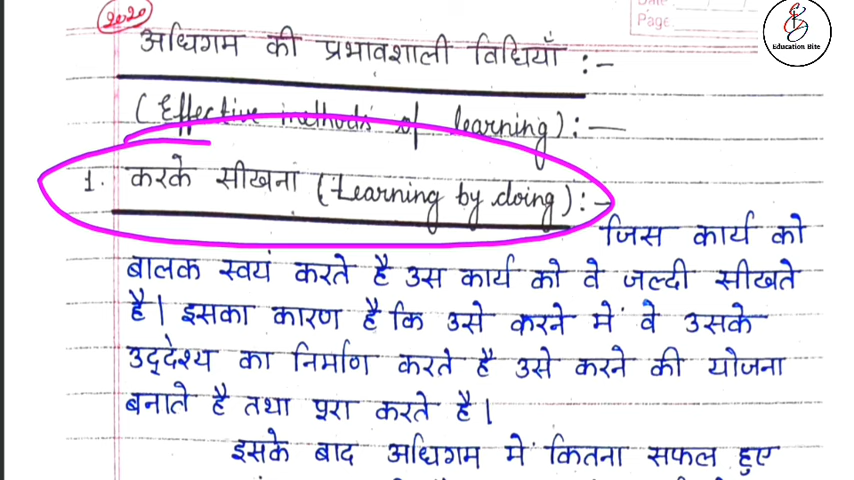 2020
Page
Education Bite
अधिगम की प्रभावशाली विधियाँ :-
(Effective methods of learning) :-
1. करके सीखना (Learning by doing) :-
जिस कार्य को
बालक स्वयं करते है उस कार्य को वे जल्दी सीखते
है। इसका कारण है कि उसे करने में वे उसके
उद्देश्य का निर्माण करते है उसे करने की योजना
बनाते है तथा पूरा करते है।
इसके बाद अधिगम में कितना सफल हुए